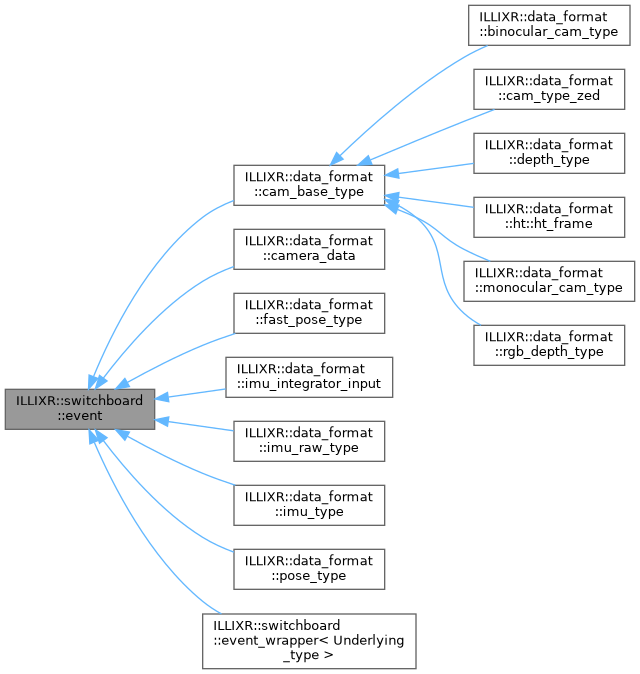 ILLIXR::data_format
::binocular_cam_type
ILLIXR::data_format
::cam_type_zed
ILLIXR::data_format
::depth_type
ILLIXR::data_format
::cam_base_type
ILLIXR::data_format
::ht::ht_frame
ILLIXR::data_format
::camera_data
ILLIXR::data_format
::monocular_cam_type
ILLIXR::data_format
::fast_pose_type
ILLIXR::data_format
::rgb_depth_type
ILLIXR::data_format
::imu_integrator_input
ILLIXR::switchboard
::event
ILLIXR::data_format
::imu_raw_type
ILLIXR::data_format
::imu_type
ILLIXR::data_format
::pose_type
ILLIXR::switchboard
::event_wrapper< Underlying
_type >